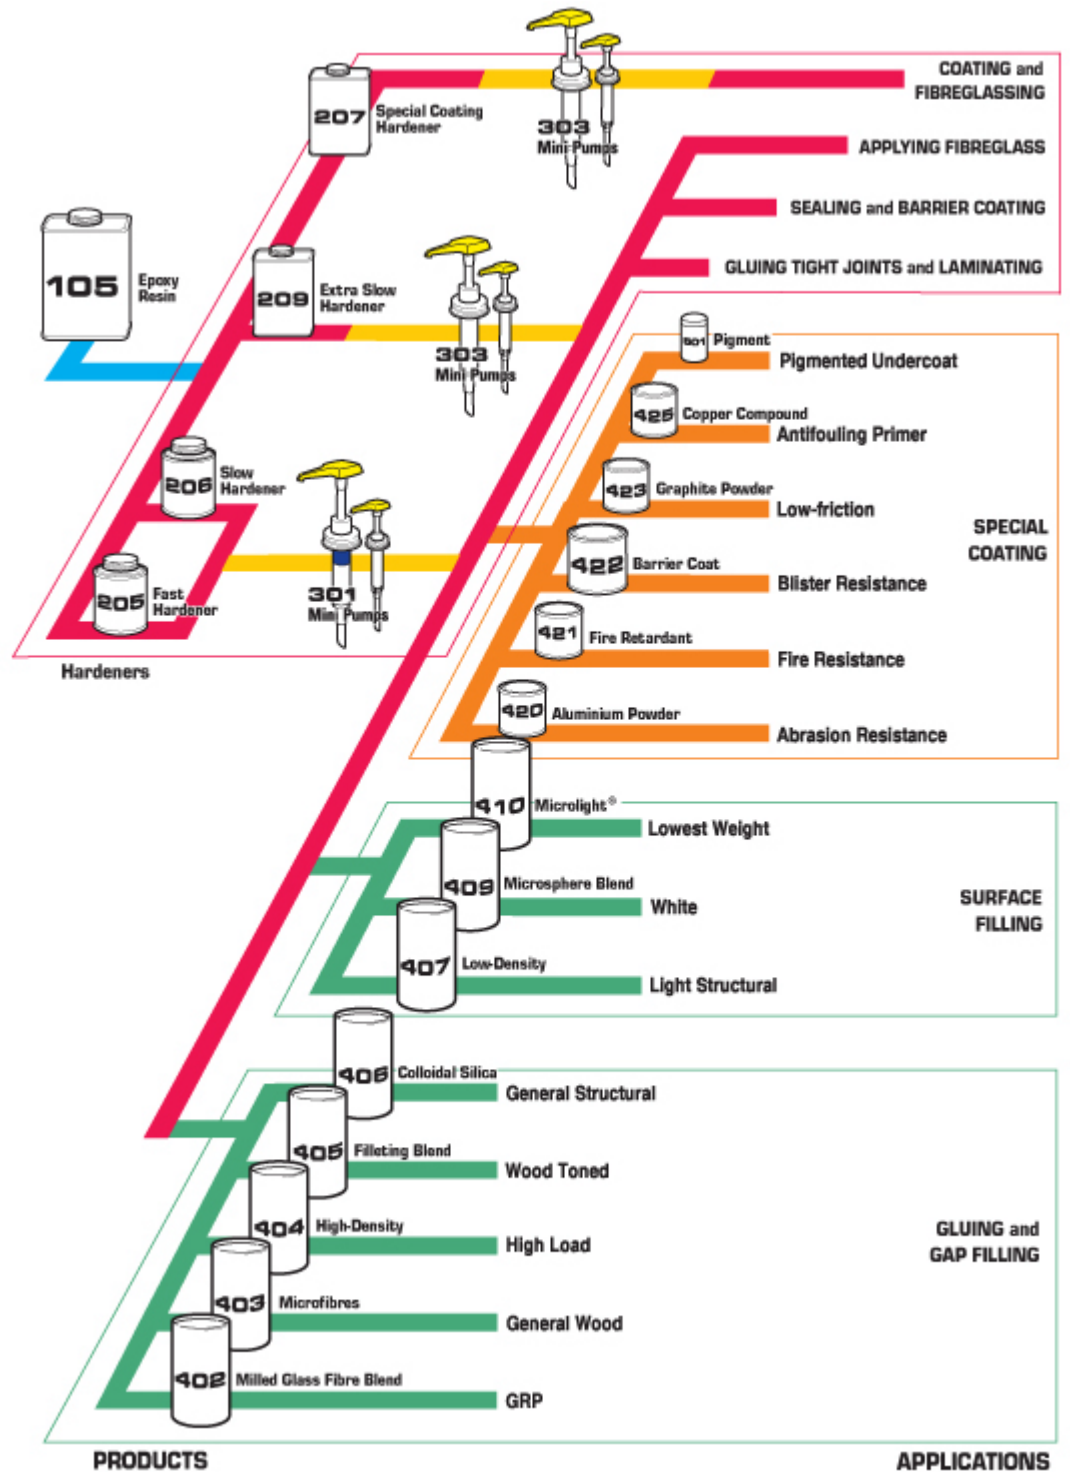 COATING and
FIBREGLASSING
207
Special Coating
Hardener
303
Mini Pumps
APPLYING FIBREGLASS
SEALING and BARRIER COATING
GLUING TIGHT JOINTS and LAMINATING
105
Epoxy
Resin
209
Extra Slow
Hardener
303
Mini Pumps
206
Slow
Hardener
205
Fast
Hardener
301
Mini Pumps
Hardeners
501
Pigment
Pigmented Undercoat
425
Copper Compound
Antifouling Primer
423
Graphite Powder
Low-friction
SPECIAL
COATING
422
Barrier Coat
Blister Resistance
421
Fire Retardant
Fire Resistance
420
Aluminium Powder
Abrasion Resistance
410
Microlight®
Lowest Weight
409
Microsphere Blend
White
SURFACE
FILLING
407
Low-Density
Light Structural
406
Colloidal Silica
General Structural
405
Filleting Blend
Wood Toned
404
High-Density
High Load
GLUING and
GAP FILLING
403
Microfibres
General Wood
402
Milled Glass Fibre Blend
GRP
PRODUCTS
APPLICATIONS